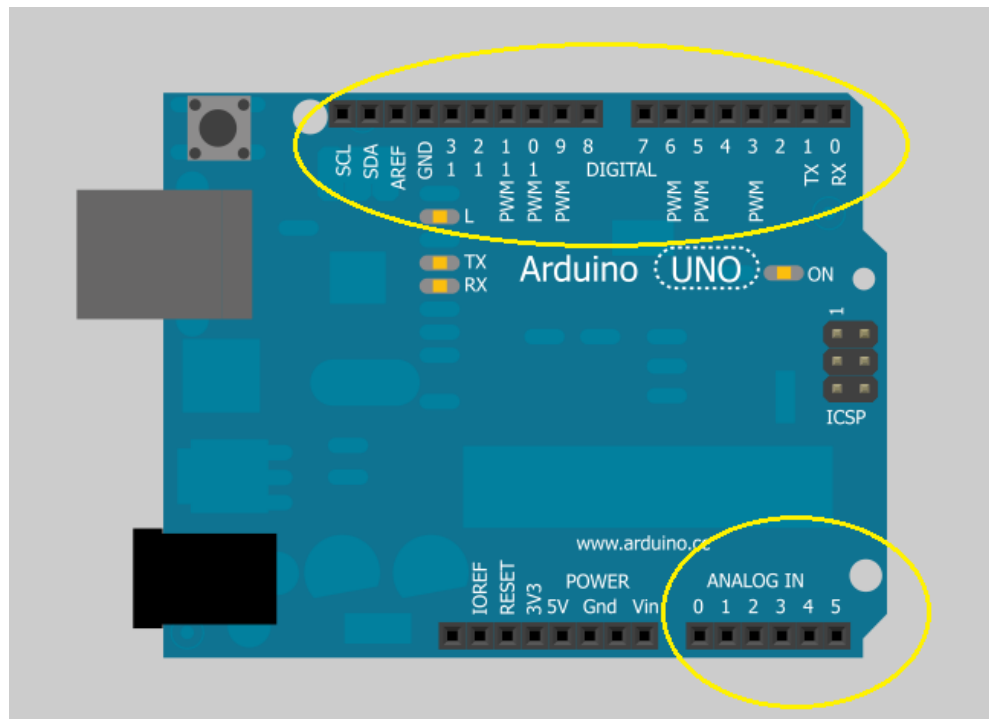 SCL SDA AREF GND 13 12 11 10 9 8 7 6 5 4 3 2 1 0
DIGITAL
PWM PWM PWM PWM PWM PWM TX RX
L
TX
RX
Arduino UNO ON
1
ICSP
www.arduino.cc
IOREF RESET 3V3 5V Gnd Vin
POWER
ANALOG IN
0 1 2 3 4 5